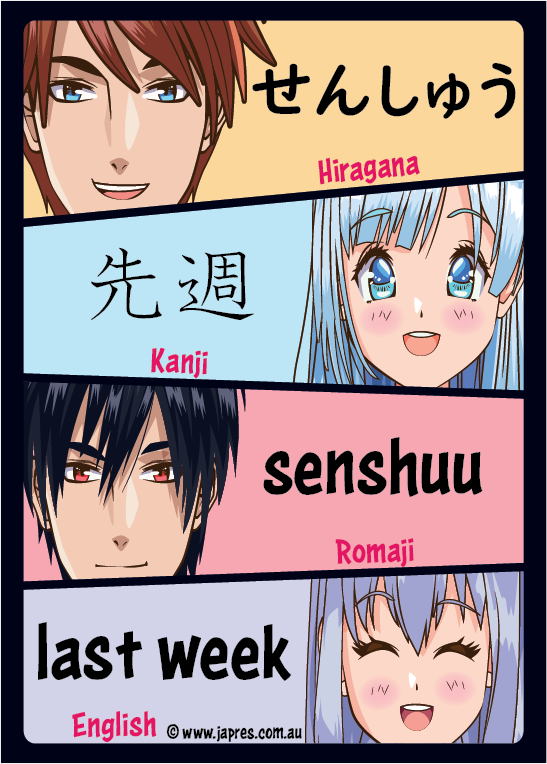 せんしゅう
Hiragana
先週
Kanji
senshuu
Romaji
last week
English © www.japres.com.au